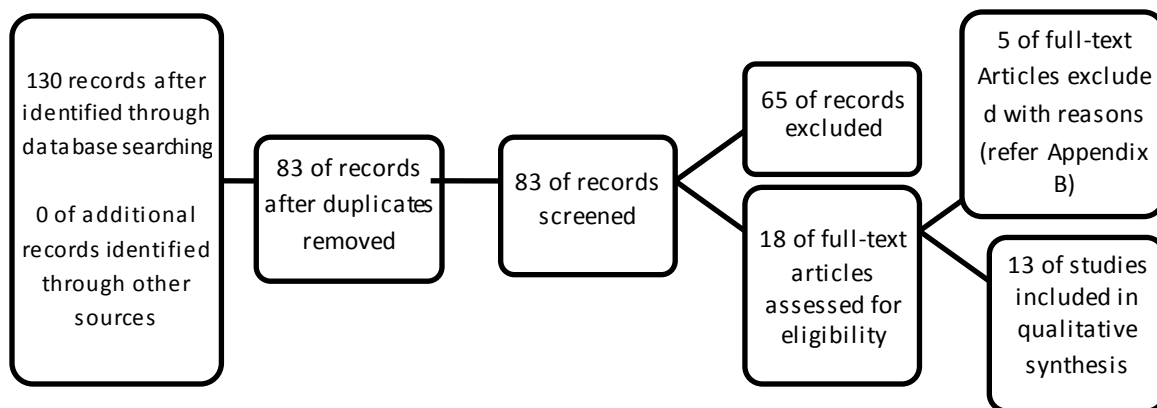 130 records after
identified through
database searching
0 of additional
records identified
through other
sources
83 of records
after duplicates
removed
83 of records
screened
65 of records
excluded
18 of full-text
articles
assessed for
eligibility
5 of full-text
Articles exclude
d with reasons
(refer Appendix
B)
13 of studies
included in
qualitative
synthesis